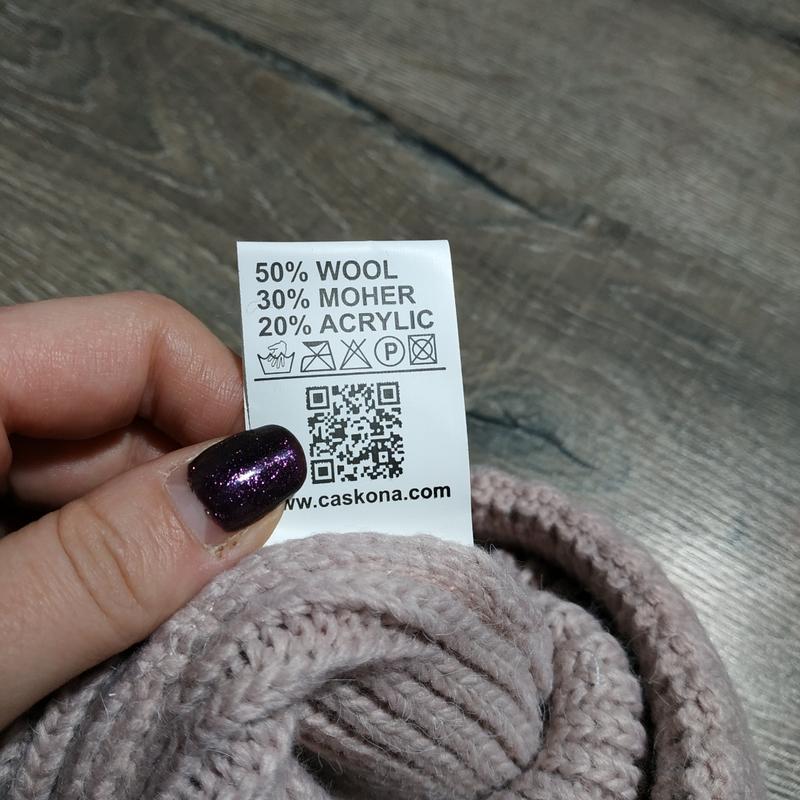 50% WOOL
30% MOHER
20% ACRYLIC
P
www.caskona.com